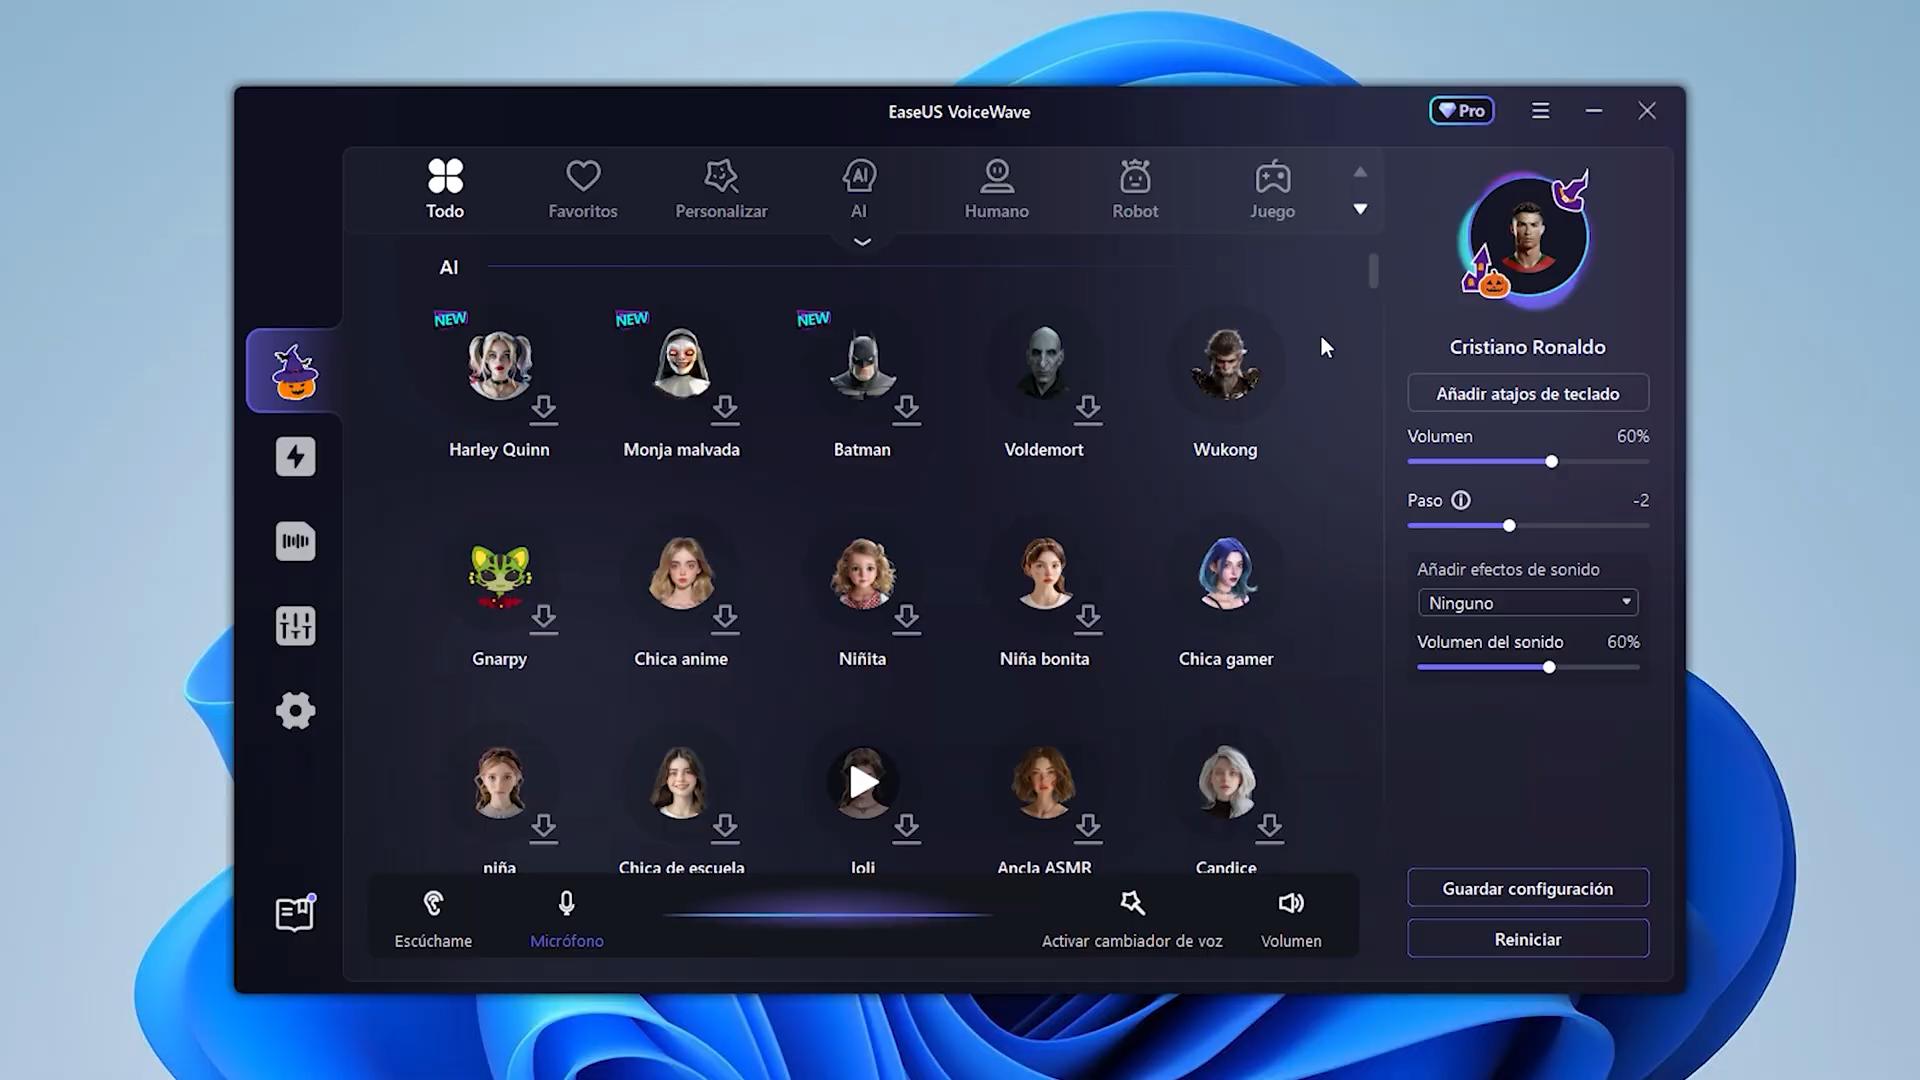 EaseUS VoiceWave
Pro
Todo
Favoritos
Personalizar
AI
AI
Humano
Robot
Juego
AI
NEW
NEW
NEW
Harley Quinn
Monja malvada
Batman
Voldemort
Wukong
Gnarpy
Chica anime
Niñita
Niña bonita
Chica gamer
niña
Chica de escuela
loli
Ancla ASMR
Candice
Escúchame
Micrófono
Activar cambiador de voz
Volumen
Cristiano Ronaldo
Añadir atajos de teclado
Volumen 60%
Paso -2
Añadir efectos de sonido
Ninguno
Volumen del sonido 60%
Guardar configuración
Reiniciar